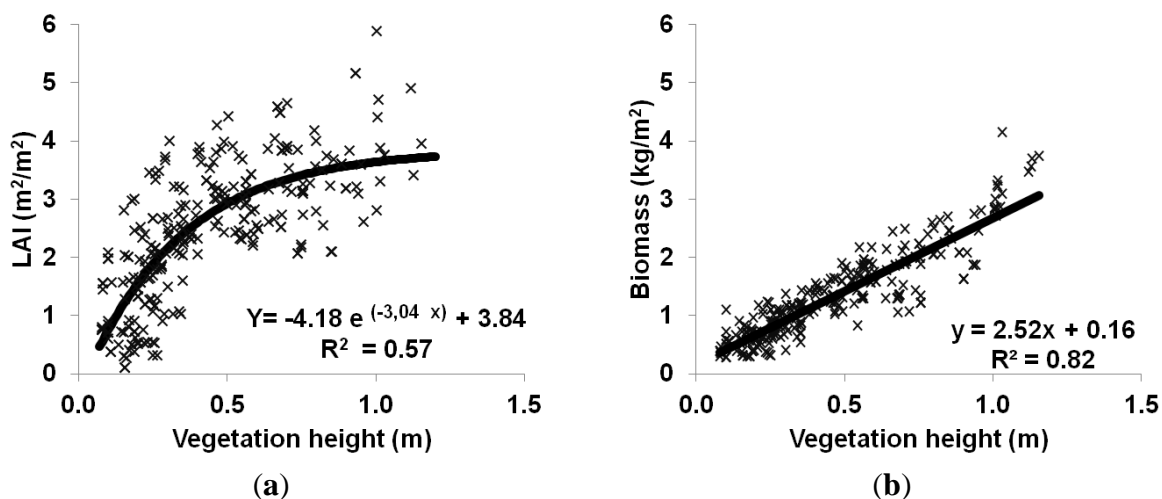 6
5
4
3
2
1
0
LAI (m²/m²)
Y= -4.18 e (-3,04 x) + 3.84
R² = 0.57
0.0 0.5 1.0 1.5
Vegetation height (m)
(a)
6
5
4
3
2
1
0
Biomass (kg/m²)
y = 2.52x + 0.16
R² = 0.82
0.0 0.5 1.0 1.5
Vegetation height (m)
(b)